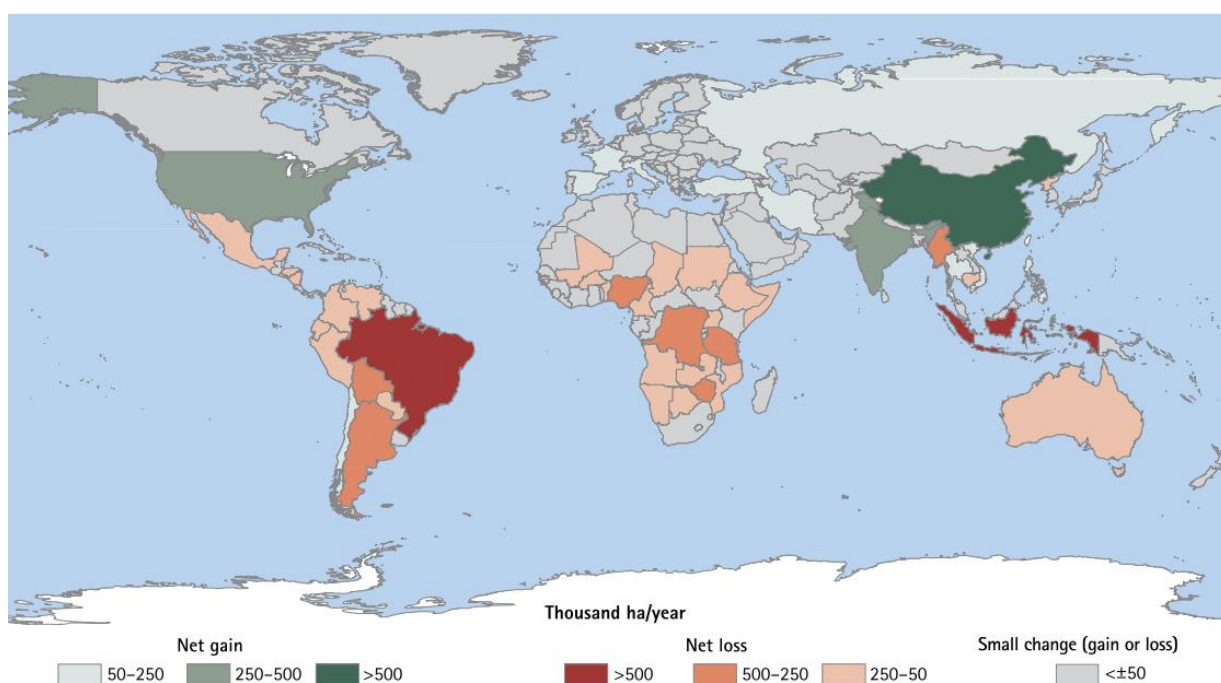 Thousand ha/year
Net gain
50–250
250–500
>500
Net loss
>500
500–250
250–50
Small change (gain or loss)
<±50